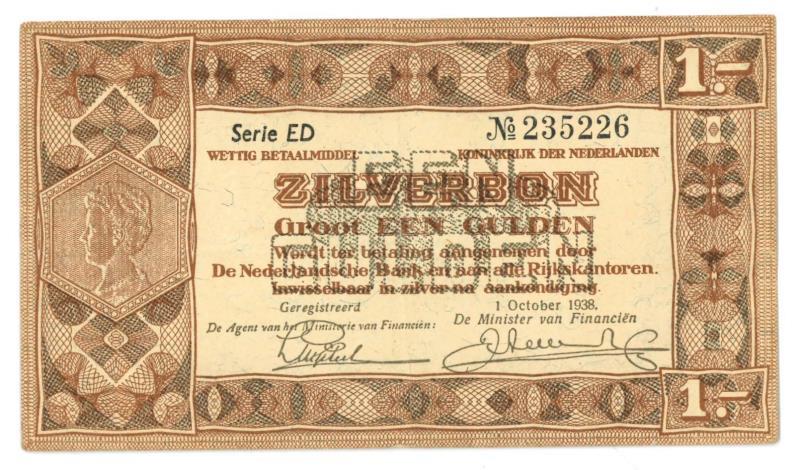 1.-
Serie ED № 235226
WETTIG BETAALMIDDEL KONINKRIJK DER NEDERLANDEN
ZILVERBON
Groot EEN GULDEN
EEN
GULDEN
Wordt ter betaling aangenomen door
De Nederlandsche Bank en aan alle Rijkskantoren.
Inwisselbaar in zilver na aankondiging.
Geregistreerd 1 October 1938.
De Agent van het Ministerie van Financiën: De Minister van Financiën
1.-